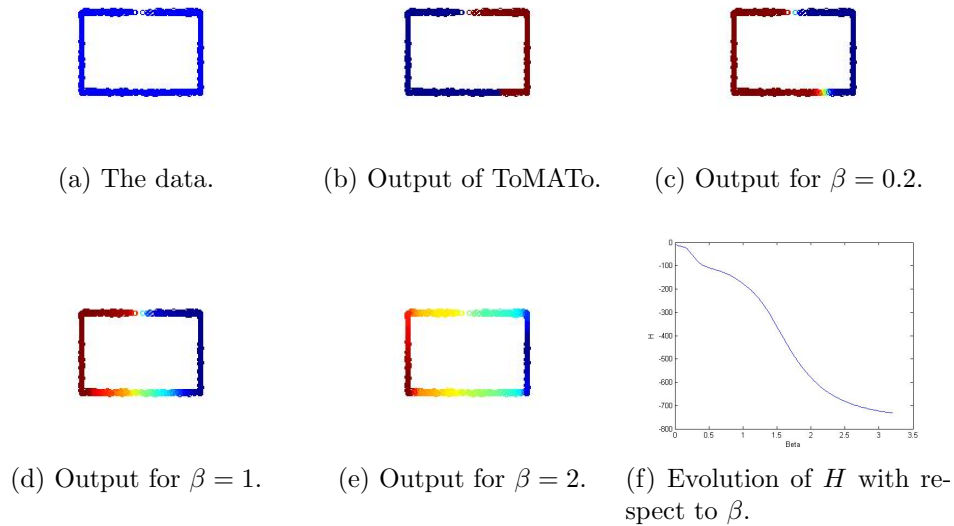 (a) The data.
(b) Output of ToMATo.
(c) Output for β = 0.2.
(d) Output for β = 1.
(e) Output for β = 2.
0
-100
-200
-300
-400
-500
-600
-700
-800
H
0 0.5 1 1.5 2 2.5 3 3.5
Beta
(f) Evolution of H with re-
spect to β.